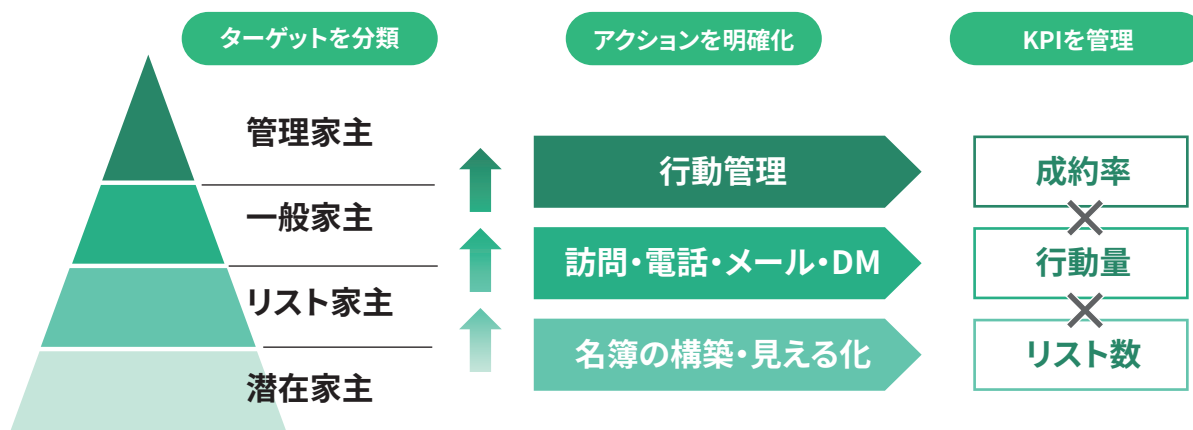 ターゲットを分類
アクションを明確化
KPIを管理
管理家主
一般家主
リスト家主
潜在家主
行動管理
訪問・電話・メール・DM
名簿の構築・見える化
成約率
×
行動量
×
リスト数